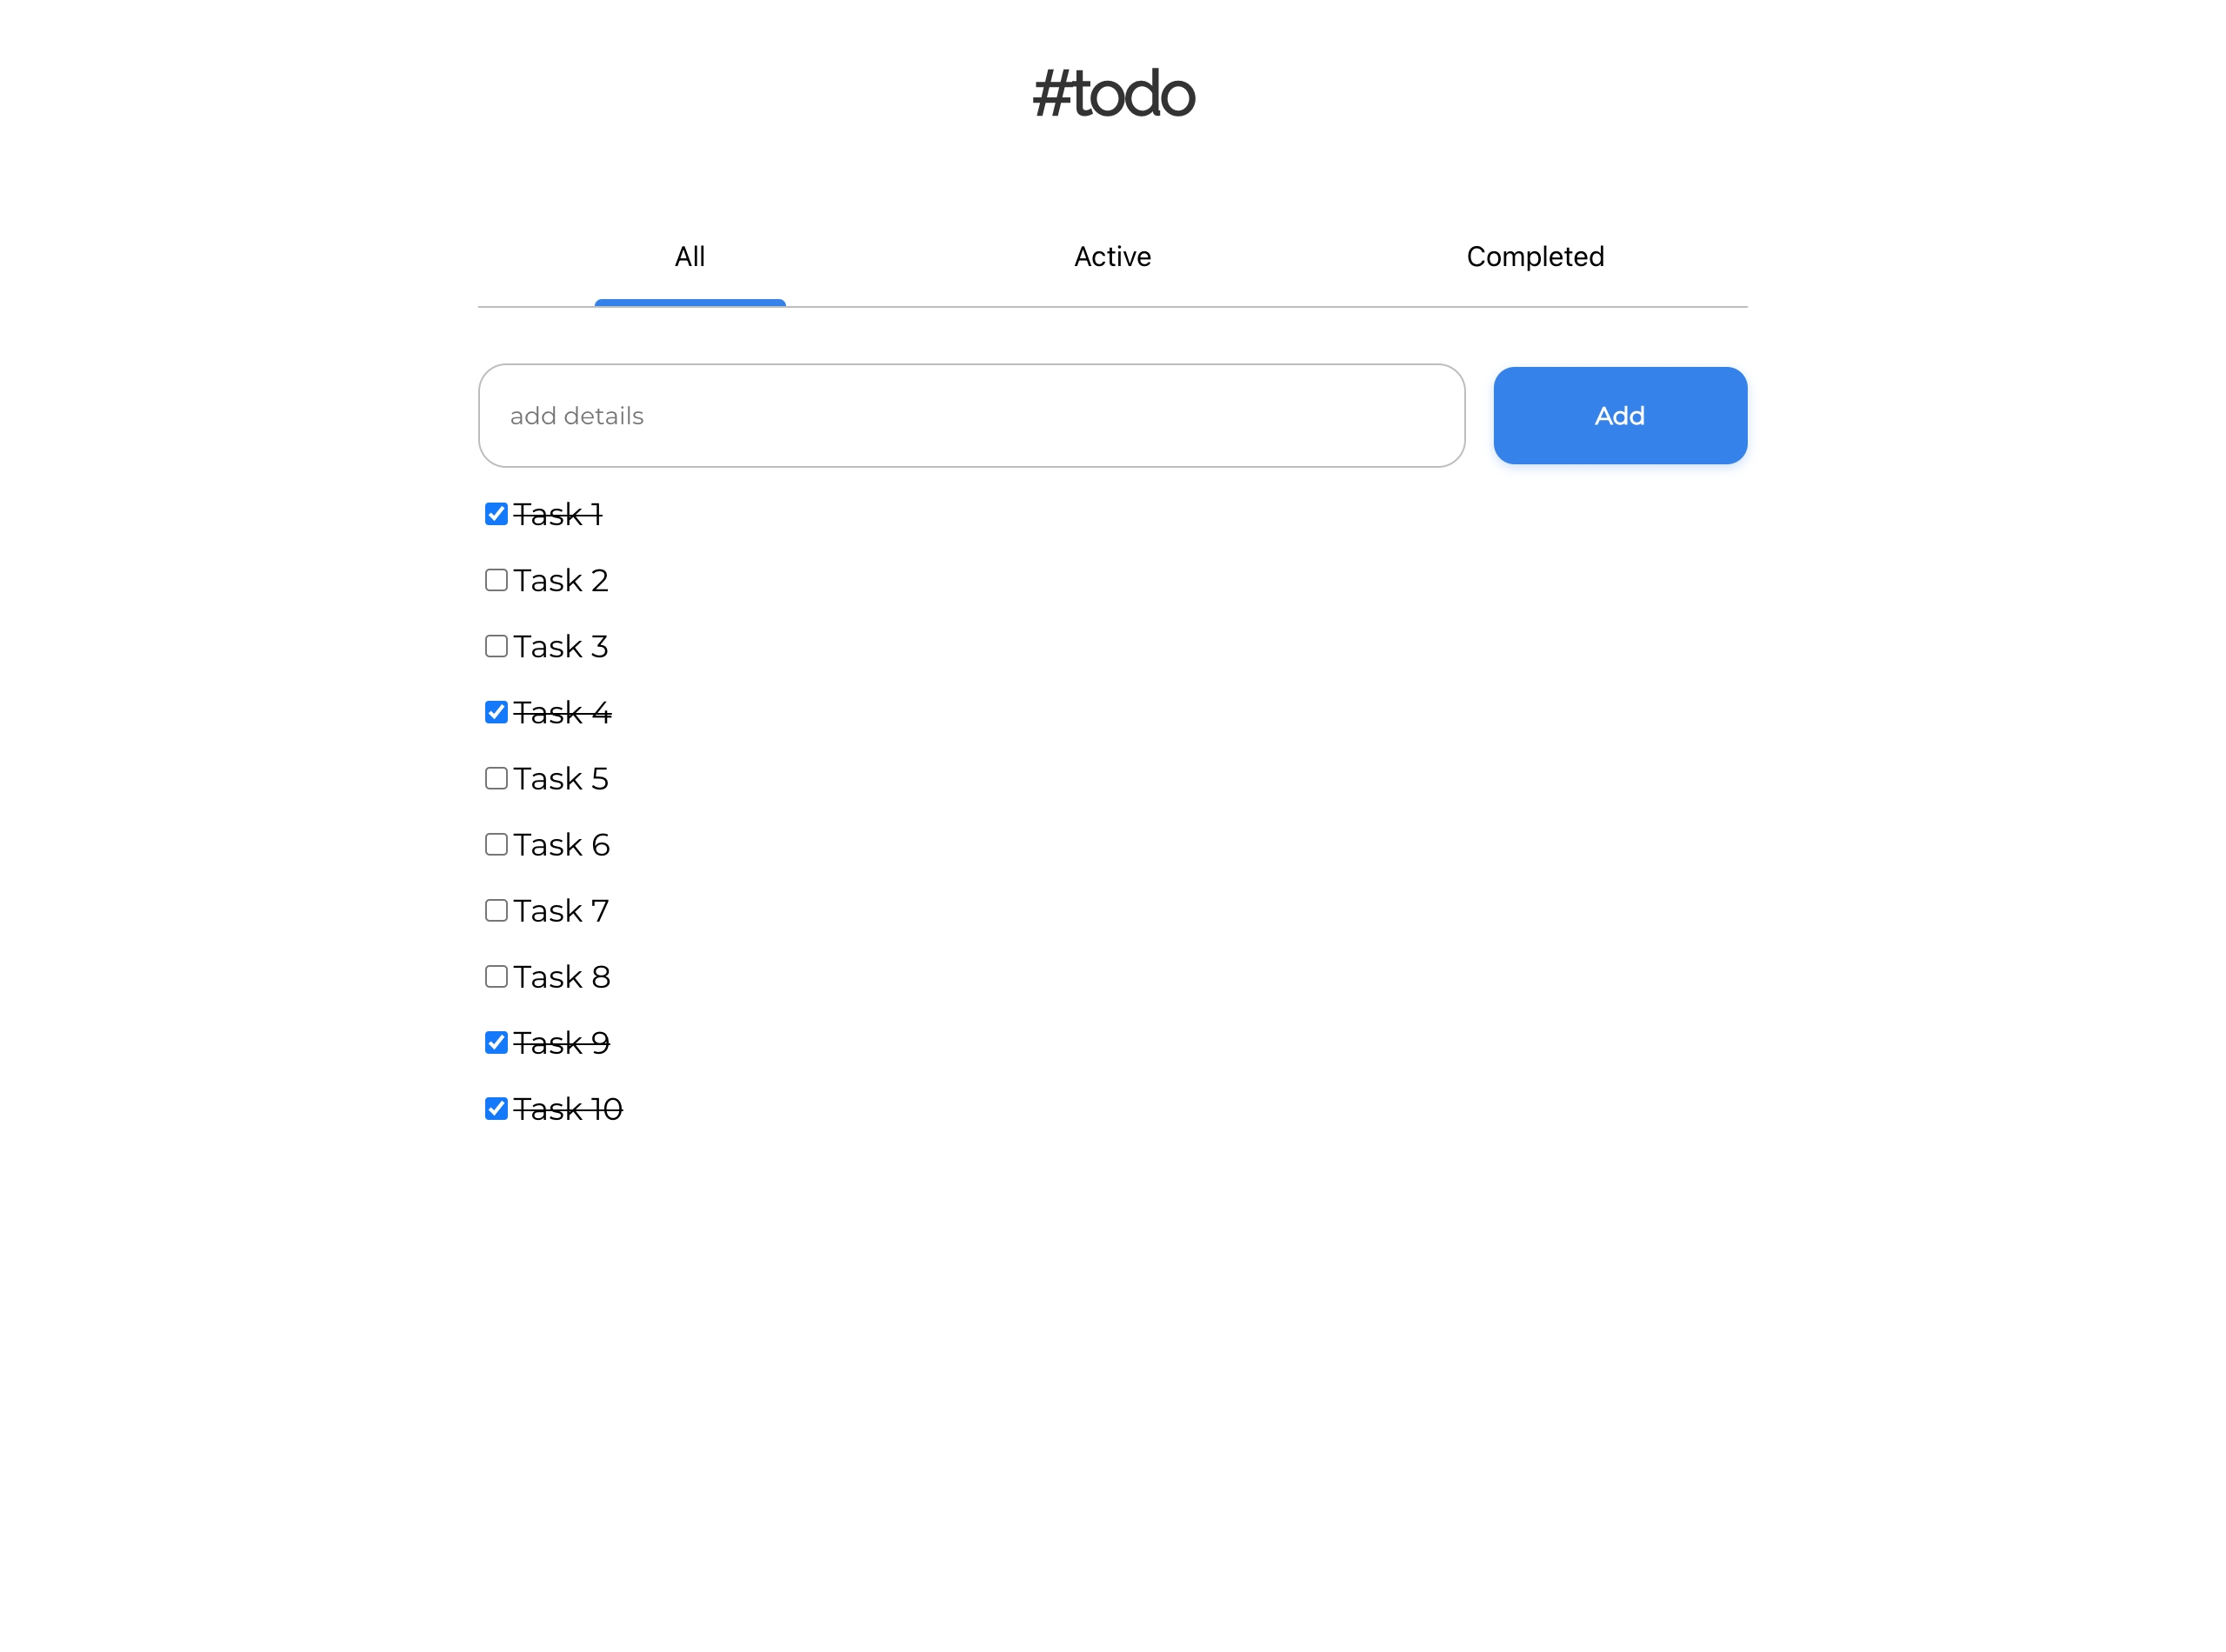 #todo
All Active Completed
add details Add
Task 1
Task 2
Task 3
Task 4
Task 5
Task 6
Task 7
Task 8
Task 9
Task 10